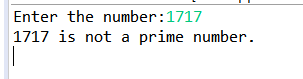 Enter the number:1717
1717 is not a prime number.